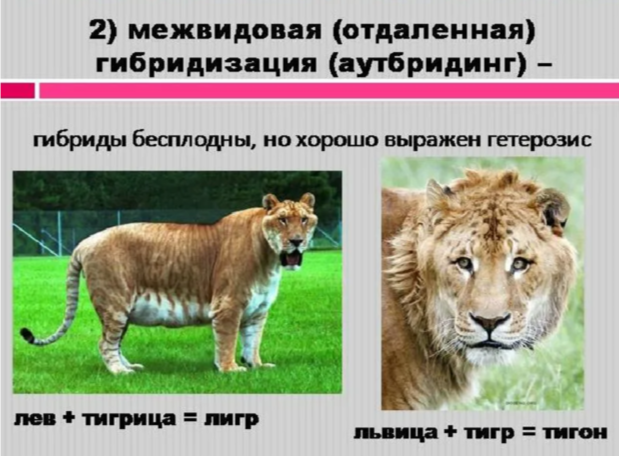 2) межвидовая (отдаленная)
гибридизация (аутбридинг) –
гибриды бесплодны, но хорошо выражен гетерозис
лев + тигрица = лигр
львица + тигр = тигон